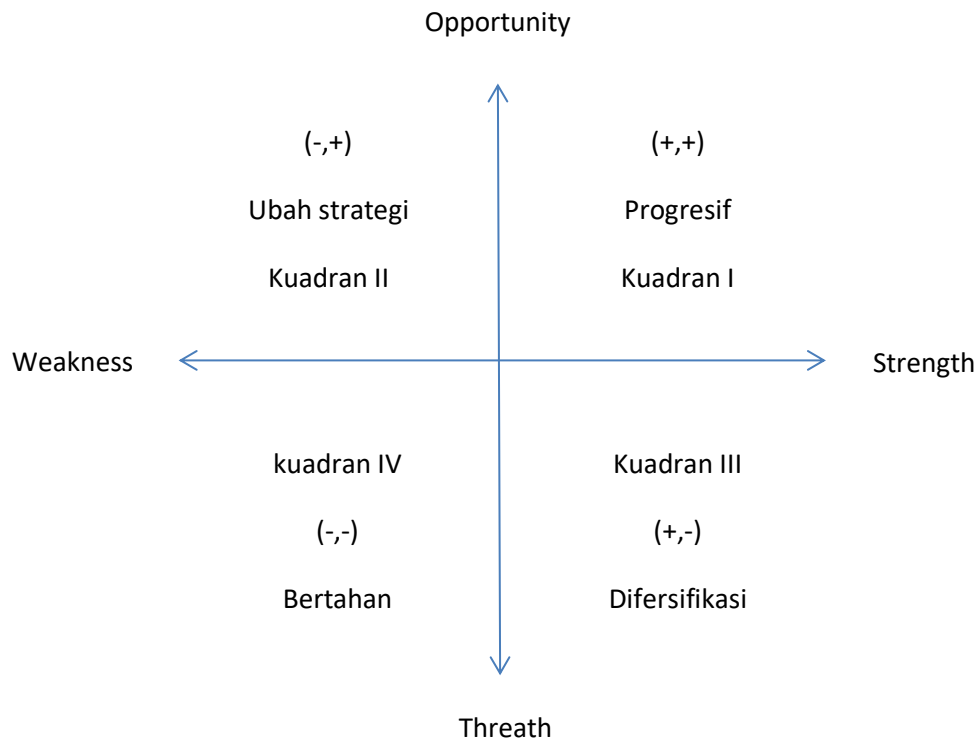 Opportunity
(-,+)
(+,+)
Ubah strategi
Progresif
Kuadran II
Kuadran I
Weakness
Strength
kuadran IV
Kuadran III
(-,-)
(+,-)
Bertahan
Difersifikasi
Threath